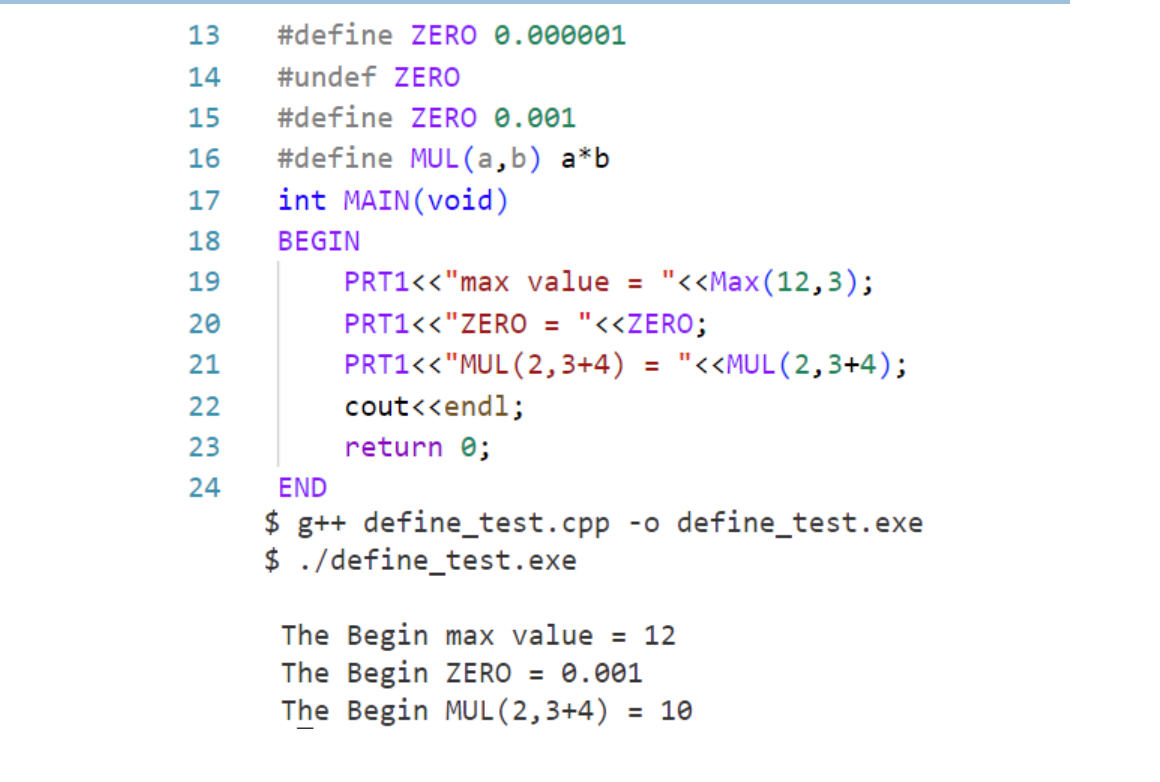 13 #define ZERO 0.000001
14 #undef ZERO
15 #define ZERO 0.001
16 #define MUL(a,b) a*b
17 int MAIN(void)
18 BEGIN
19 PRT1<<"max value = "<<Max(12,3);
20 PRT1<<"ZERO = "<<ZERO;
21 PRT1<<"MUL(2,3+4) = "<<MUL(2,3+4);
22 cout<<endl;
23 return 0;
24 END
$ g++ define_test.cpp -o define_test.exe
$ ./define_test.exe
The Begin max value = 12
The Begin ZERO = 0.001
The Begin MUL(2,3+4) = 10